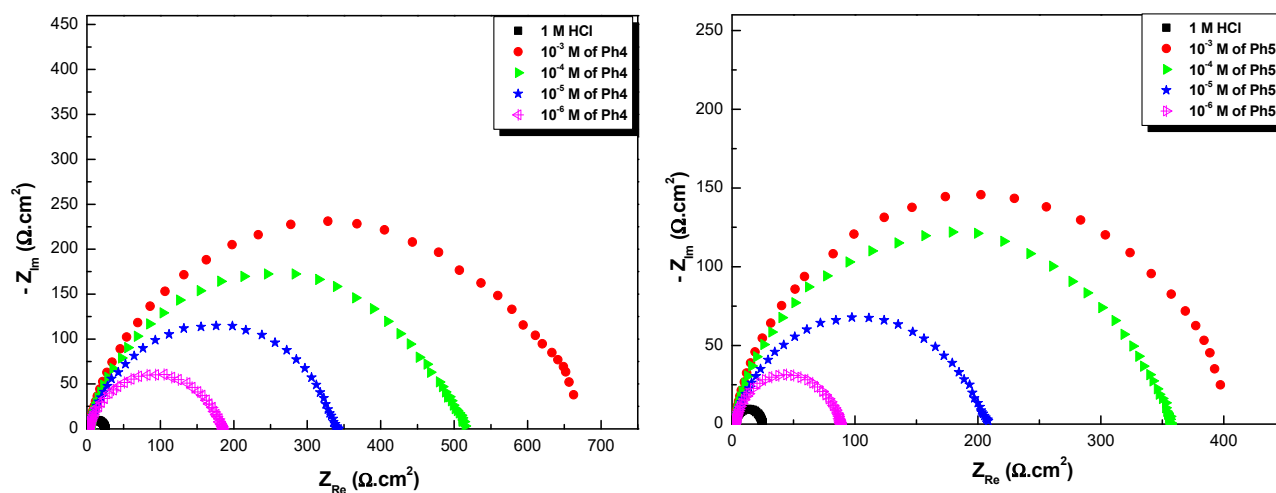 450
400
350
300
250
200
150
100
50
0
- Z_Im (Ω.cm²)
1 M HCl
10⁻³ M of Ph4
10⁻⁴ M of Ph4
10⁻⁵ M of Ph4
10⁻⁶ M of Ph4
0 100 200 300 400 500 600 700
Z_Re (Ω.cm²)
250
200
150
100
50
0
- Z_Im (Ω.cm²)
1 M HCl
10⁻³ M of Ph5
10⁻⁴ M of Ph5
10⁻⁵ M of Ph5
10⁻⁶ M of Ph5
0 100 200 300 400
Z_Re (Ω.cm²)